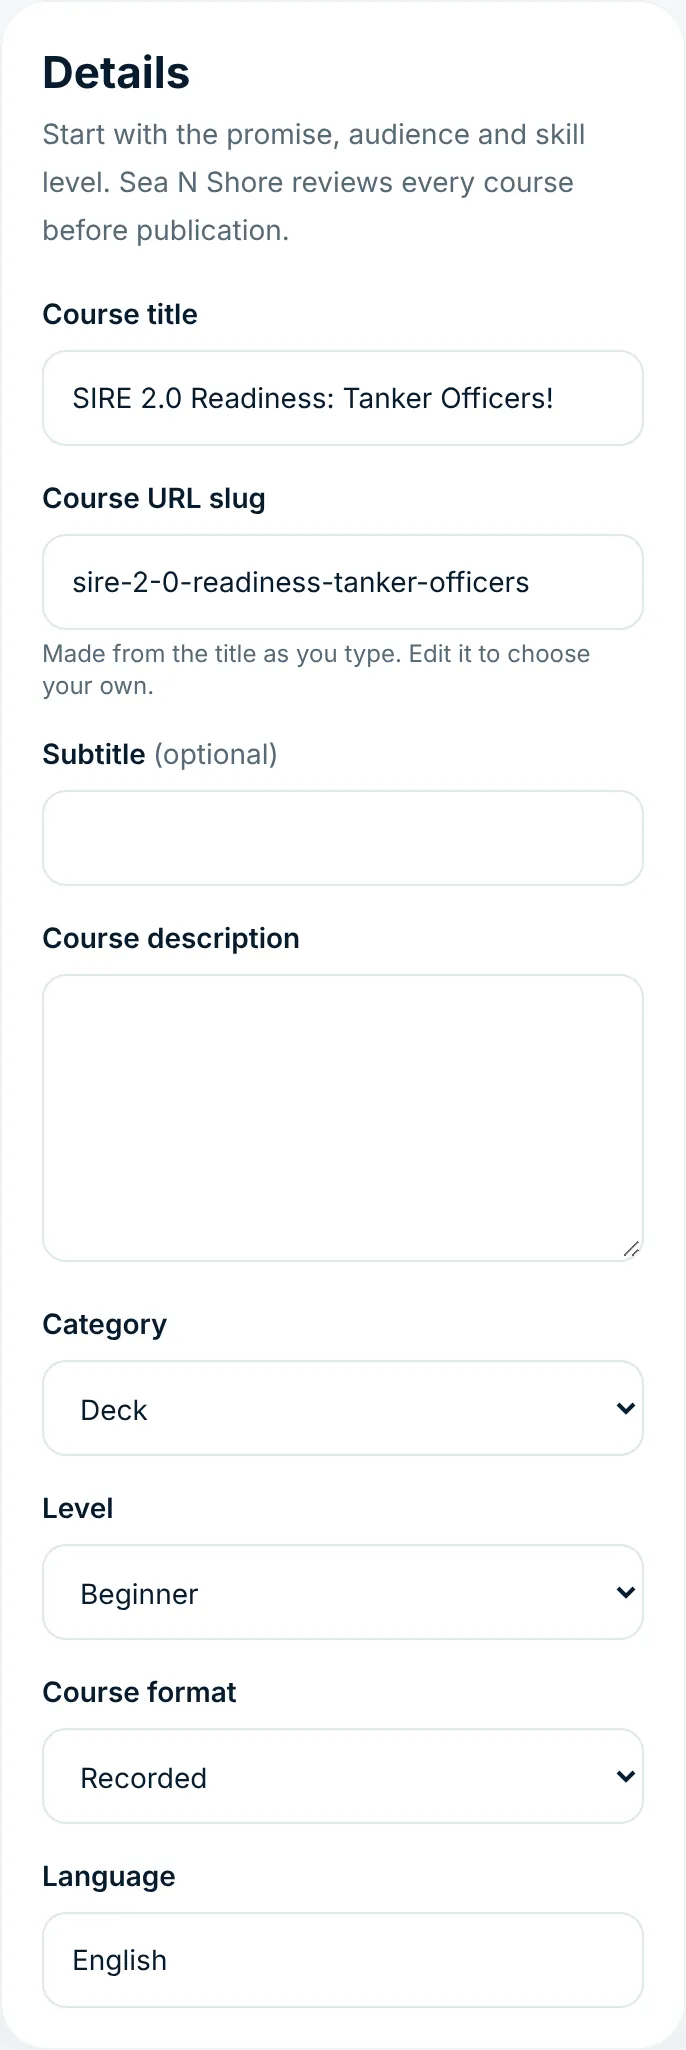 Details
Start with the promise, audience and skill
level. Sea N Shore reviews every course
before publication.
Course title
SIRE 2.0 Readiness: Tanker Officers!
Course URL slug
sire-2-0-readiness-tanker-officers
Made from the title as you type. Edit it to choose
your own.
Subtitle (optional)
Course description
Category
Deck
Level
Beginner
Course format
Recorded
Language
English